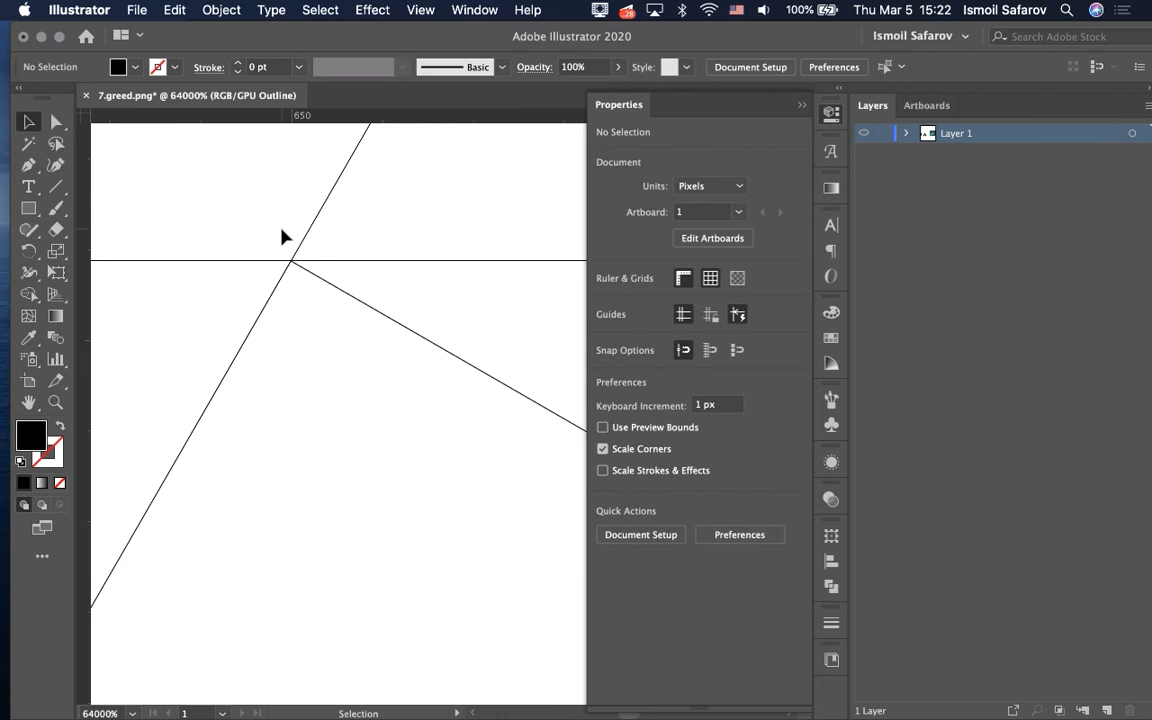 Illustrator File Edit Object Type Select Effect View Window Help 28 100% Thu Mar 5 15:22 Ismoil Safarov
Adobe Illustrator 2020 Ismoil Safarov Search Adobe Stock
No Selection Stroke: 0 pt Basic Opacity: 100% Style: Document Setup Preferences
7.greed.png* @ 64000% (RGB/GPU Outline) Properties Layers Artboards
650
No Selection Layer 1
Document
Units: Pixels
Artboard: 1
Edit Artboards
Ruler & Grids
Guides
Snap Options
Preferences
Keyboard Increment: 1 px
Use Preview Bounds
Scale Corners
Scale Strokes & Effects
Quick Actions
Document Setup Preferences
64000% 1 Selection 1 Layer